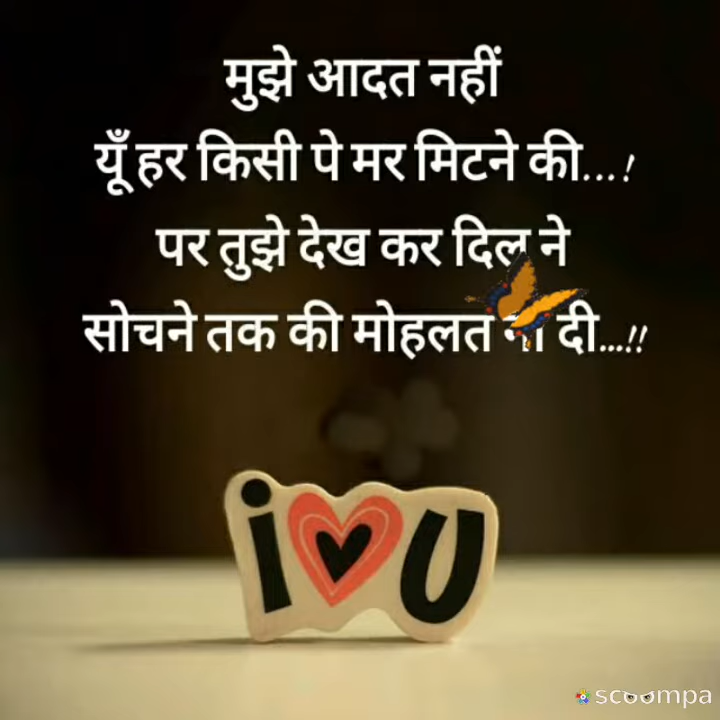 मुझे आदत नहीं
यूँ हर किसी पे मर मिटने की...!
पर तुझे देख कर दिल ने
सोचने तक की मोहलत ना दी...!!
i U
scoompa